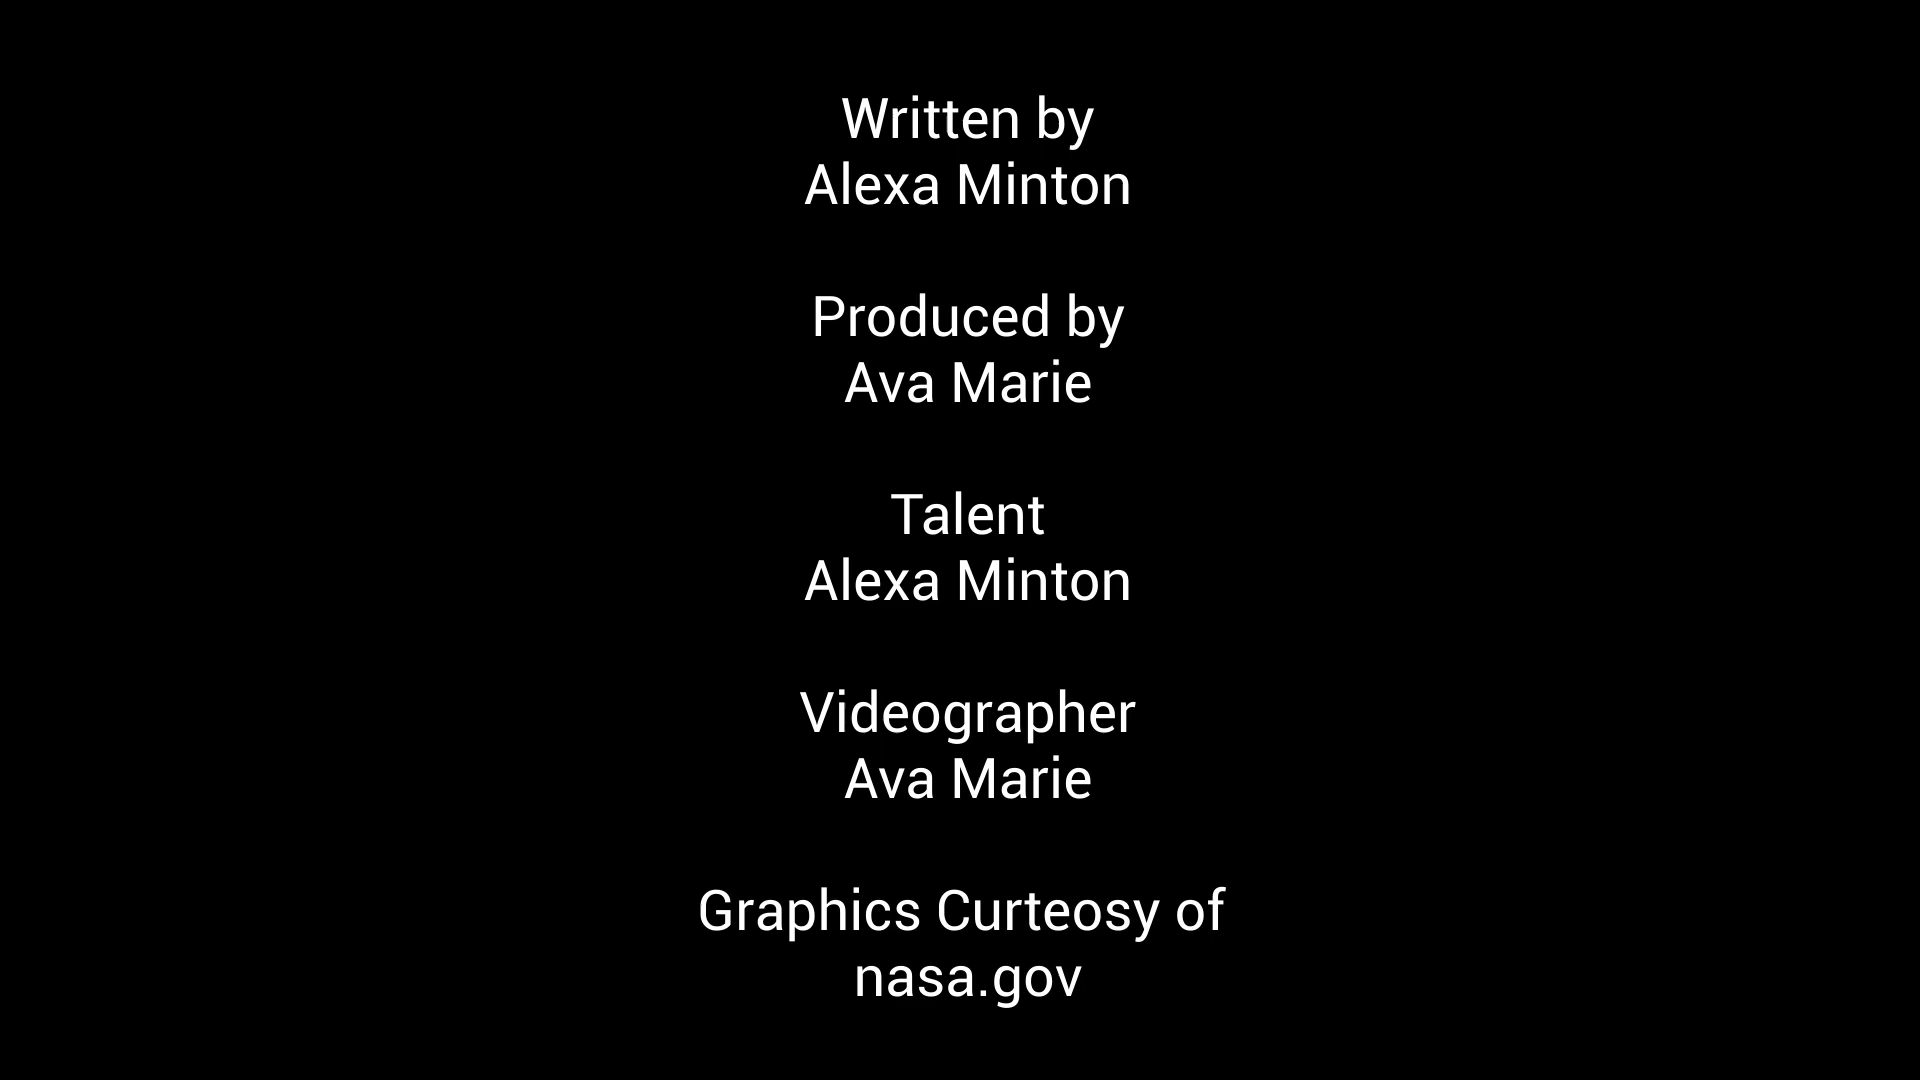 Written by
Alexa Minton
Produced by
Ava Marie
Talent
Alexa Minton
Videographer
Ava Marie
Graphics Curteosy of
nasa.gov